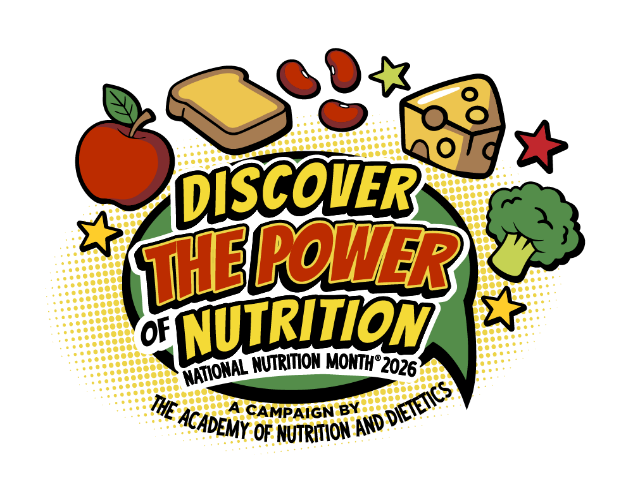 DISCOVER
THE POWER
OF NUTRITION
NATIONAL NUTRITION MONTH® 2026
A CAMPAIGN BY
THE ACADEMY OF NUTRITION AND DIETETICS